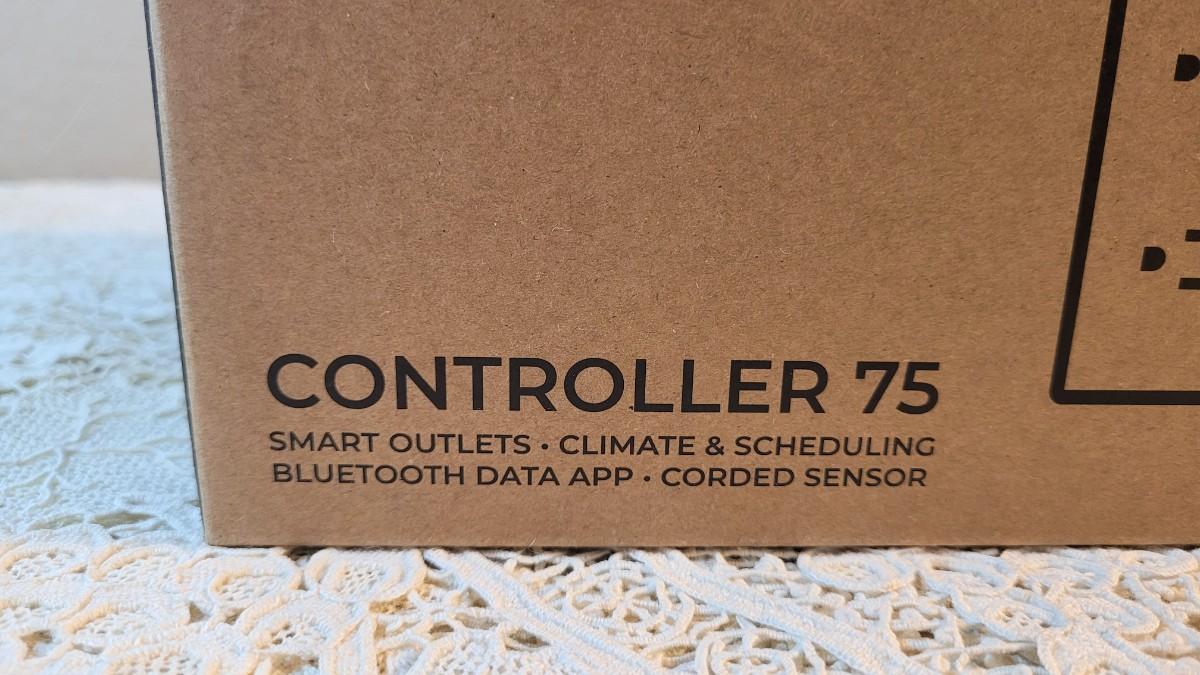 CONTROLLER 75
SMART OUTLETS • CLIMATE & SCHEDULING
BLUETOOTH DATA APP • CORDED SENSOR